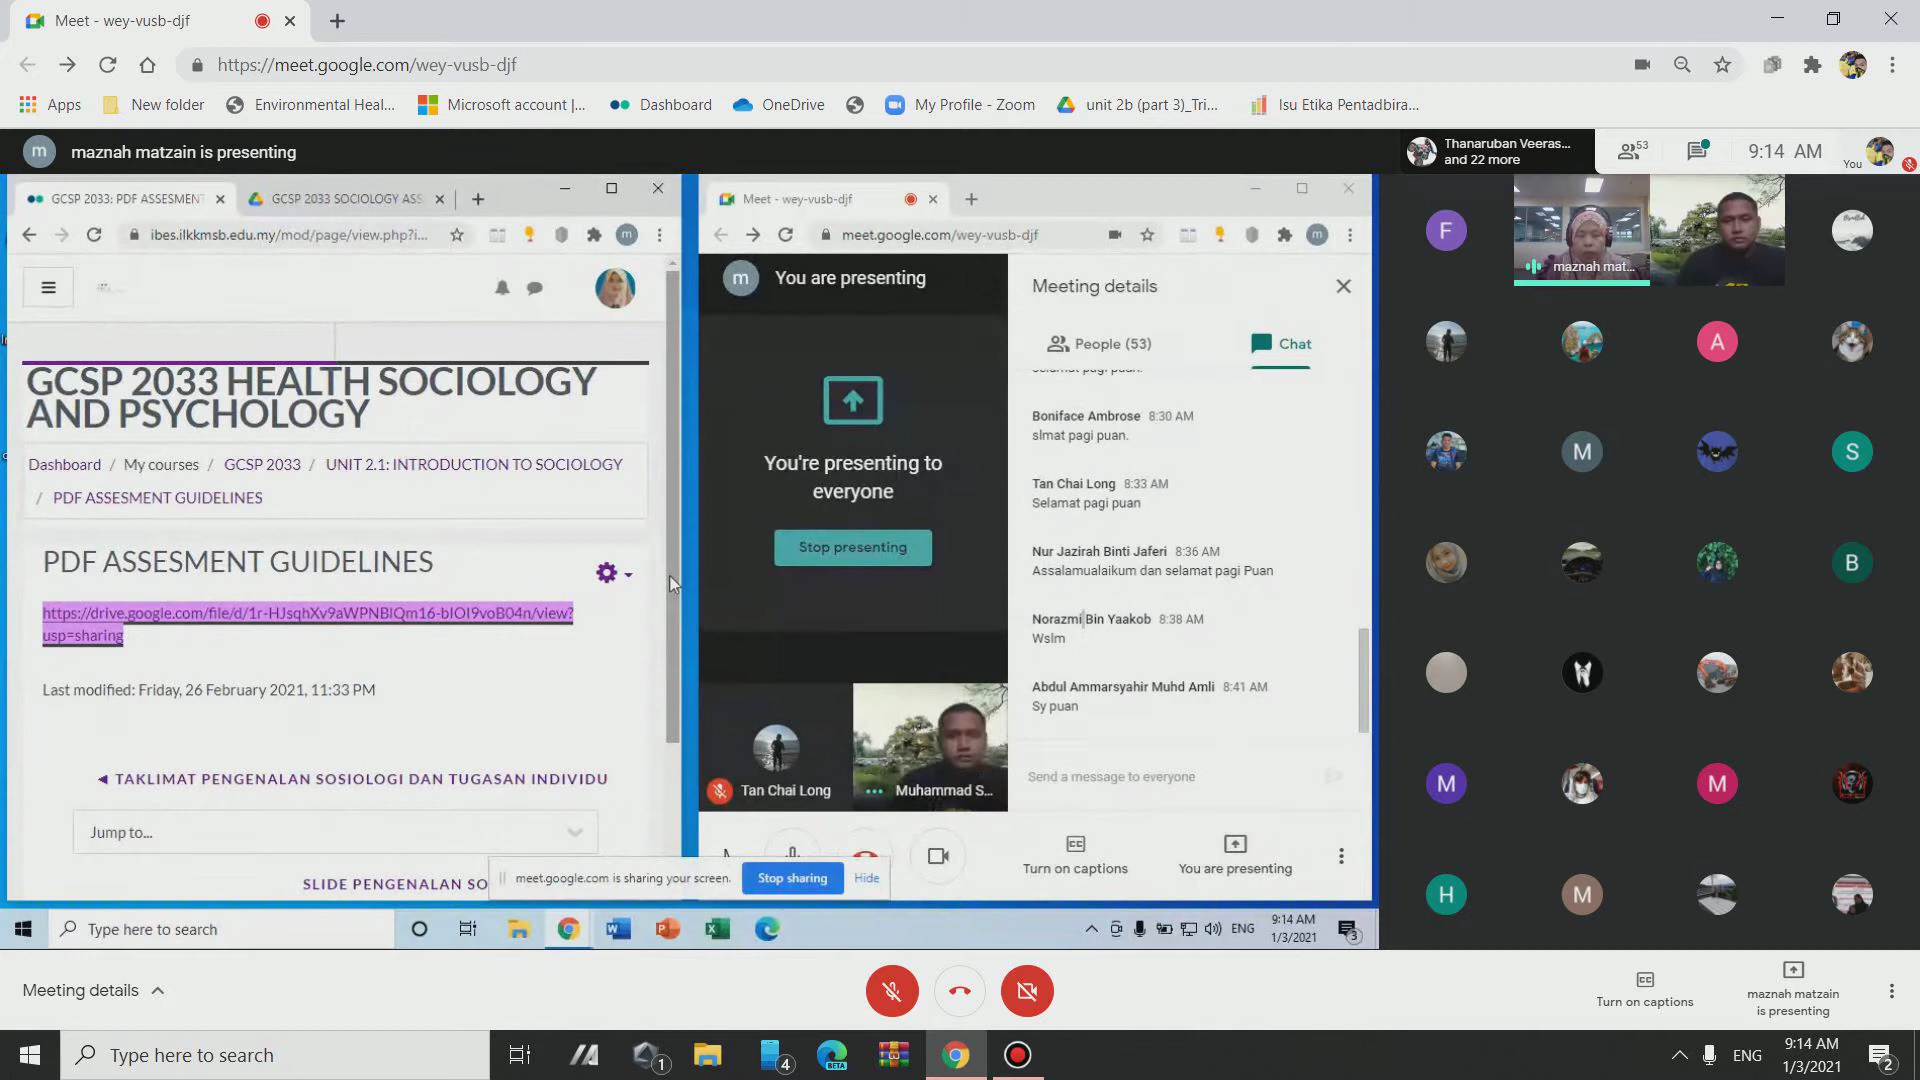 Meet - wey-vusb-djf
https://meet.google.com/wey-vusb-djf
Apps
New folder
Environmental Heal...
Microsoft account |...
Dashboard
OneDrive
My Profile - Zoom
unit 2b (part 3)_Tri...
Isu Etika Pentadbira...
m
maznah matzain is presenting
Thanaruban Veeras...
and 22 more
53
9:14 AM
You
GCSP 2033: PDF ASSESMENT
GCSP 2033 SOCIOLOGY ASS
ibes.ilkkmsb.edu.my/mod/page/view.php?i...
m
GCSP 2033 HEALTH SOCIOLOGY
AND PSYCHOLOGY
Dashboard / My courses / GCSP 2033 / UNIT 2.1: INTRODUCTION TO SOCIOLOGY
/ PDF ASSESMENT GUIDELINES
PDF ASSESMENT GUIDELINES
https://drive.google.com/file/d/1r-HJsqhXv9aWPNBlQm16-bIOI9voB04n/view?
usp=sharing
Last modified: Friday, 26 February 2021, 11:33 PM
◄ TAKLIMAT PENGENALAN SOSIOLOGI DAN TUGASAN INDIVIDU
Jump to...
SLIDE PENGENALAN SO
meet.google.com is sharing your screen.
Stop sharing
Hide
Meet - wey-vusb-djf
meet.google.com/wey-vusb-djf
m
m
You are presenting
You're presenting to
everyone
Stop presenting
Tan Chai Long
Muhammad S...
Meeting details
People (53)
Chat
Selamat pagi puan.
Boniface Ambrose 8:30 AM
slmat pagi puan.
Tan Chai Long 8:33 AM
Selamat pagi puan
Nur Jazirah Binti Jaferi 8:36 AM
Assalamualaikum dan selamat pagi Puan
Norazmi Bin Yaakob 8:38 AM
Wslm
Abdul Ammarsyahir Muhd Amli 8:41 AM
Sy puan
Send a message to everyone
Turn on captions
You are presenting
Type here to search
ENG
9:14 AM
1/3/2021
3
F
maznah mat...
A
M
S
B
M
M
H
M
Meeting details
Turn on captions
maznah matzain
is presenting
Type here to search
1
4
BETA
ENG
9:14 AM
1/3/2021
2